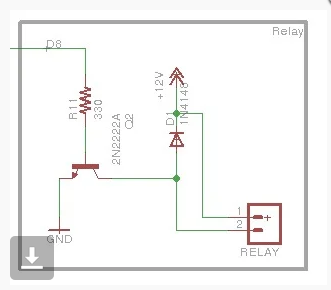 Relay
D8
R11
330
2N2222A
Q2
+12V
D1
1N4148
1
+
2
GND
RELAY